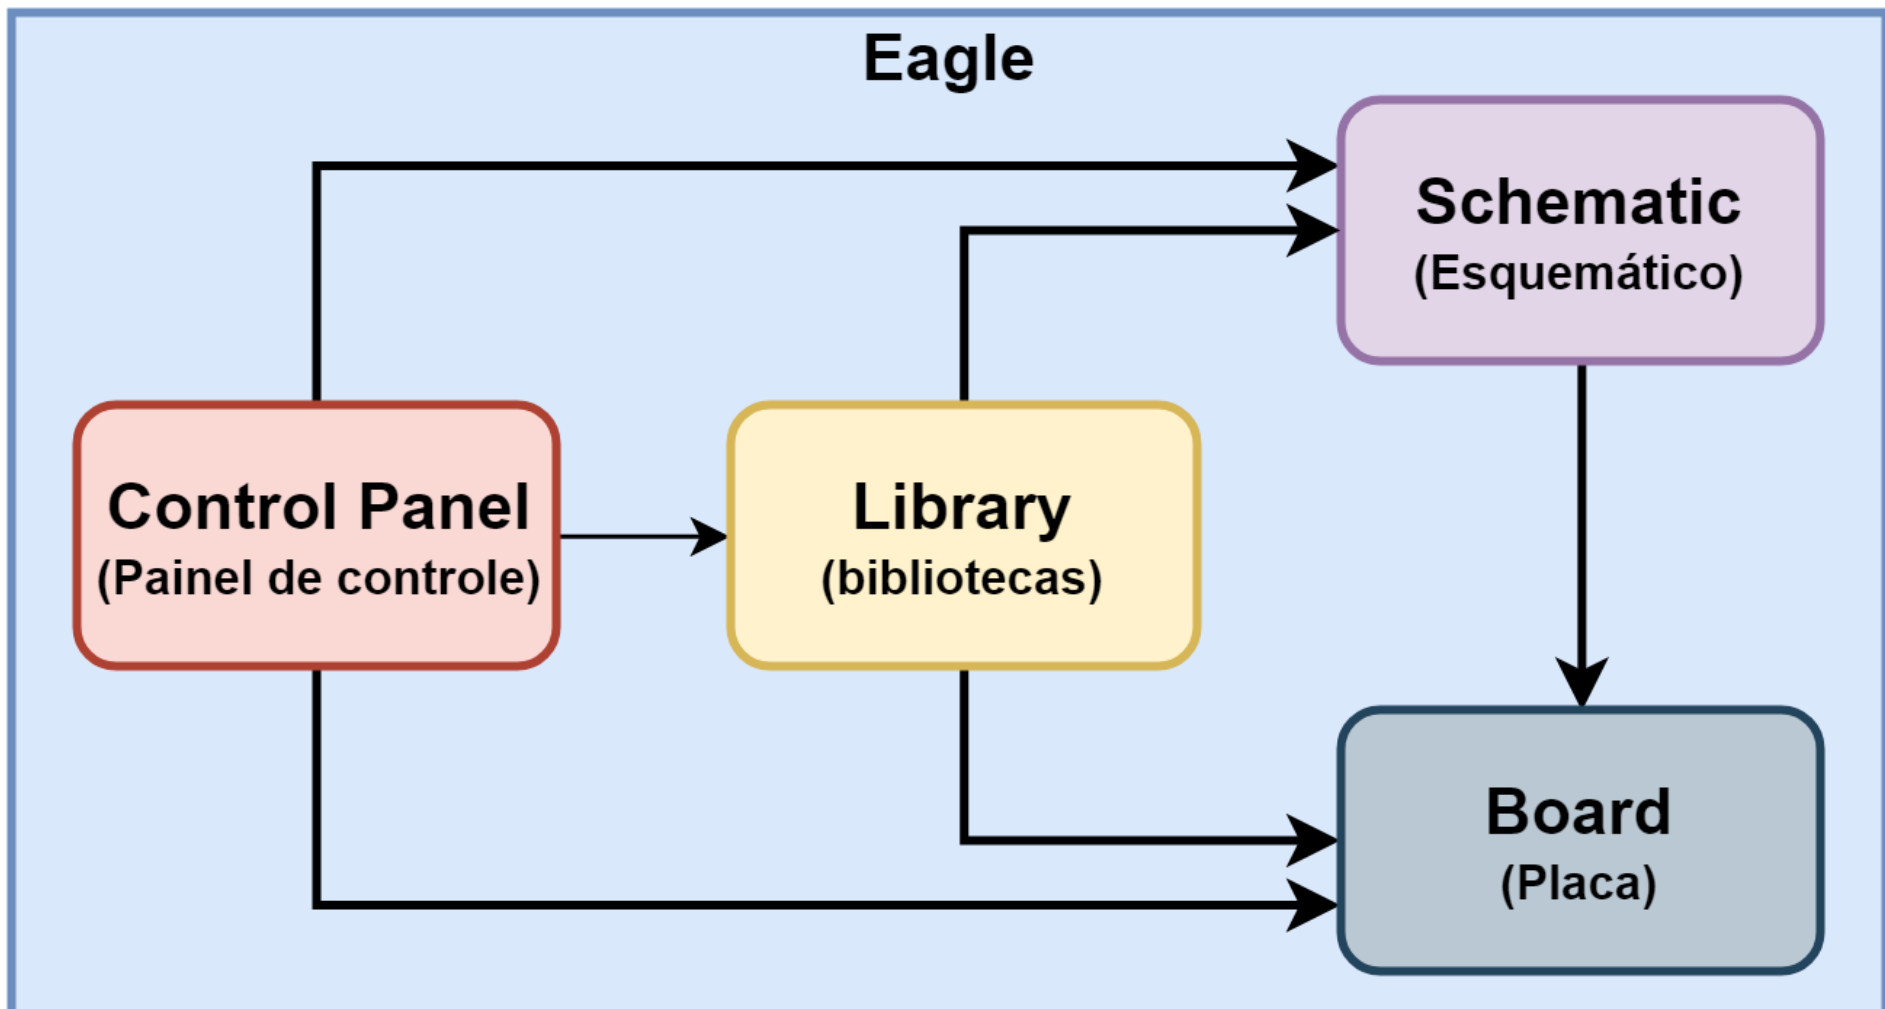 Eagle
Schematic
(Esquemático)
Control Panel
(Painel de controle)
Library
(bibliotecas)
Board
(Placa)